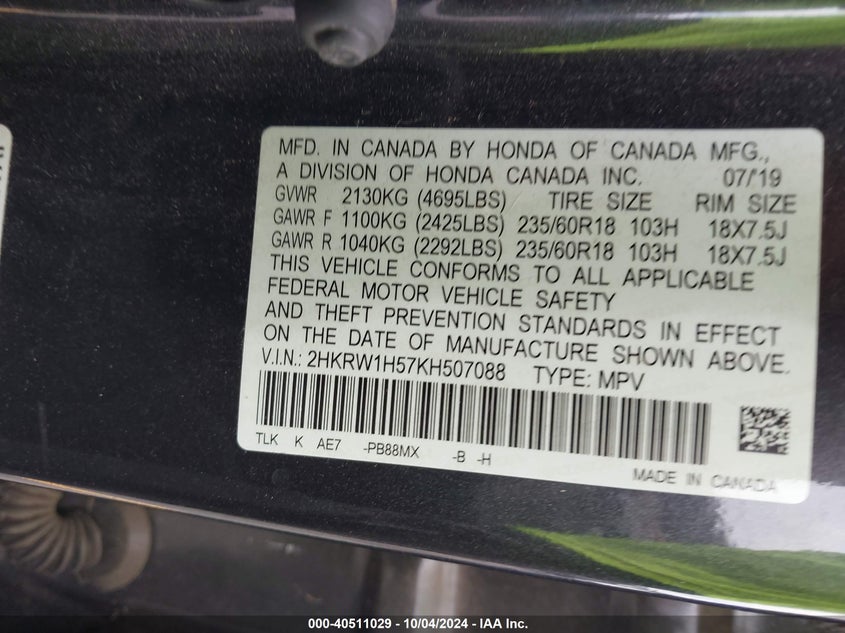 MFD. IN CANADA BY HONDA OF CANADA MFG.,
A DIVISION OF HONDA CANADA INC. 07/'19
GVWR 2130KG (4695LBS) TIRE SIZE RIM SIZE
GAWR F 1100KG (2425LBS) 235/60R18 103H 18X7.5J
GAWR R 1040KG (2292LBS) 235/60R18 103H 18X7.5J
THIS VEHICLE CONFORMS TO ALL APPLICABLE
FEDERAL MOTOR VEHICLE SAFETY
AND THEFT PREVENTION STANDARDS IN EFFECT
ON THE DATE OF MANUFACTURE SHOWN ABOVE.
V.I.N.: 2HKRW1H57KH507088 TYPE: MPV
TLK K AE7 -PB88MX -B -H
MADE IN CANADA
000-40511029 - 10/04/2024 - IAA Inc.